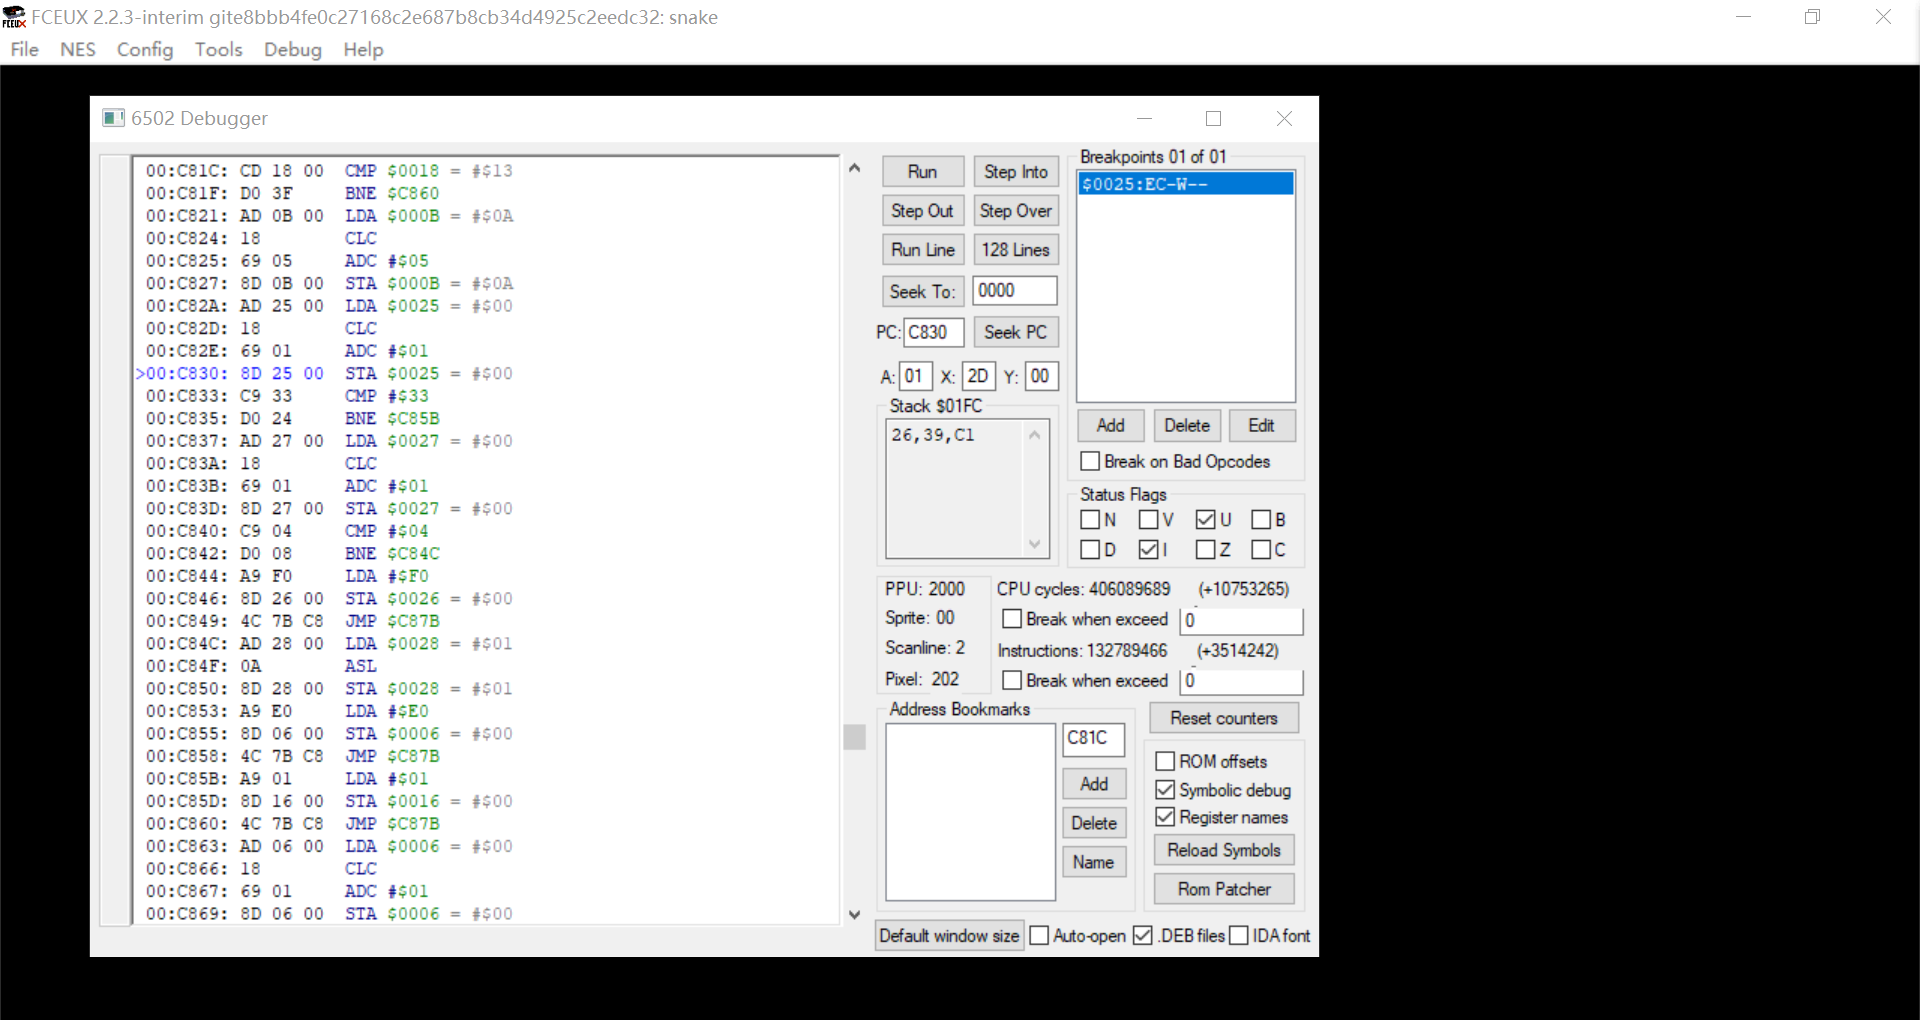 FCEUX 2.2.3-interim gite8bbb4fe0c27168c2e687b8cb34d4925c2eedc32: snake
File NES Config Tools Debug Help
6502 Debugger
00:C81C: CD 18 00 CMP $0018 = #$13
00:C81F: D0 3F BNE $C860
00:C821: AD 0B 00 LDA $000B = #$0A
00:C824: 18 CLC
00:C825: 69 05 ADC #$05
00:C827: 8D 0B 00 STA $000B = #$0A
00:C82A: AD 25 00 LDA $0025 = #$00
00:C82D: 18 CLC
00:C82E: 69 01 ADC #$01
>00:C830: 8D 25 00 STA $0025 = #$00
00:C833: C9 33 CMP #$33
00:C835: D0 24 BNE $C85B
00:C837: AD 27 00 LDA $0027 = #$00
00:C83A: 18 CLC
00:C83B: 69 01 ADC #$01
00:C83D: 8D 27 00 STA $0027 = #$00
00:C840: C9 04 CMP #$04
00:C842: D0 08 BNE $C84C
00:C844: A9 F0 LDA #$F0
00:C846: 8D 26 00 STA $0026 = #$00
00:C849: 4C 7B C8 JMP $C87B
00:C84C: AD 28 00 LDA $0028 = #$01
00:C84F: 0A ASL
00:C850: 8D 28 00 STA $0028 = #$01
00:C853: A9 E0 LDA #$E0
00:C855: 8D 06 00 STA $0006 = #$00
00:C858: 4C 7B C8 JMP $C87B
00:C85B: A9 01 LDA #$01
00:C85D: 8D 16 00 STA $0016 = #$00
00:C860: 4C 7B C8 JMP $C87B
00:C863: AD 06 00 LDA $0006 = #$00
00:C866: 18 CLC
00:C867: 69 01 ADC #$01
00:C869: 8D 06 00 STA $0006 = #$00
Run Step Into
Step Out Step Over
Run Line 128 Lines
Seek To: 0000
PC: C830 Seek PC
A: 01 X: 2D Y: 00
Stack $01FC
26,39,C1
Breakpoints 01 of 01
$0025:EC-W--
Add Delete Edit
Break on Bad Opcodes
Status Flags
N V U B
D I Z C
PPU: 2000
Sprite: 00
Scanline: 2
Pixel: 202
CPU cycles: 406089689 (+10753265)
Break when exceed 0
Instructions: 132789466 (+3514242)
Break when exceed 0
Address Bookmarks
C81C
Add
Delete
Name
Reset counters
ROM offsets
Symbolic debug
Register names
Reload Symbols
Rom Patcher
Default window size Auto-open .DEB files IDA font